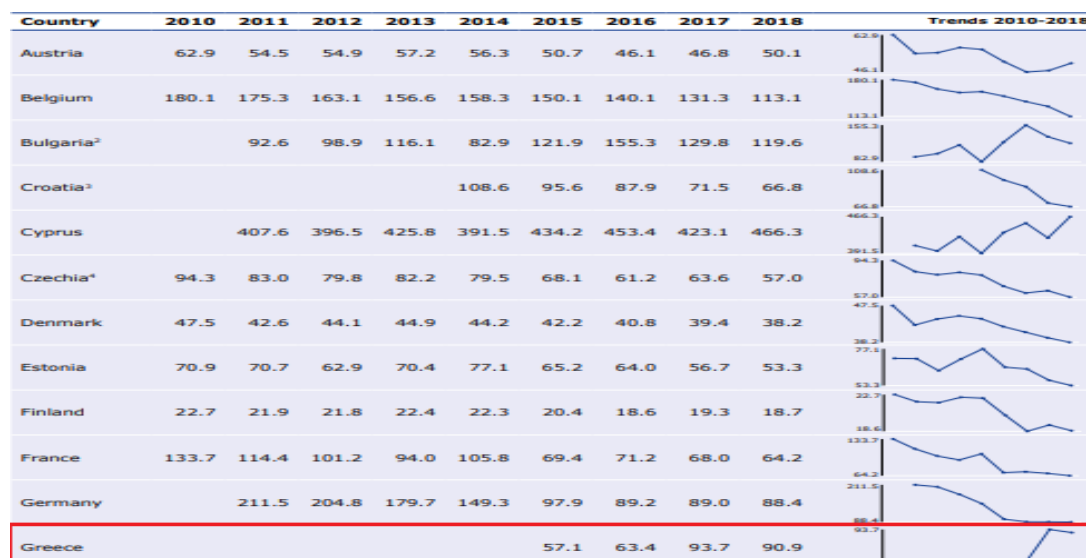 Country 2010 2011 2012 2013 2014 2015 2016 2017 2018 Trends 2010-2018
Austria 62.9 54.5 54.9 57.2 56.3 50.7 46.1 46.8 50.1 62.9 46.1
Belgium 180.1 175.3 163.1 156.6 158.3 150.1 140.1 131.3 113.1 180.1 113.1
Bulgaria² 92.6 98.9 116.1 82.9 121.9 155.3 129.8 119.6 155.3 82.9
Croatia³ 108.6 95.6 87.9 71.5 66.8 108.6 66.8
Cyprus 407.6 396.5 425.8 391.5 434.2 453.4 423.1 466.3 466.3 391.5
Czechia⁴ 94.3 83.0 79.8 82.2 79.5 68.1 61.2 63.6 57.0 94.3 57.0
Denmark 47.5 42.6 44.1 44.9 44.2 42.2 40.8 39.4 38.2 47.5 38.2
Estonia 70.9 70.7 62.9 70.4 77.1 65.2 64.0 56.7 53.3 77.1 53.3
Finland 22.7 21.9 21.8 22.4 22.3 20.4 18.6 19.3 18.7 22.7 18.6
France 133.7 114.4 101.2 94.0 105.8 69.4 71.2 68.0 64.2 133.7 64.2
Germany 211.5 204.8 179.7 149.3 97.9 89.2 89.0 88.4 211.5 88.4
Greece 57.1 63.4 93.7 90.9 93.7